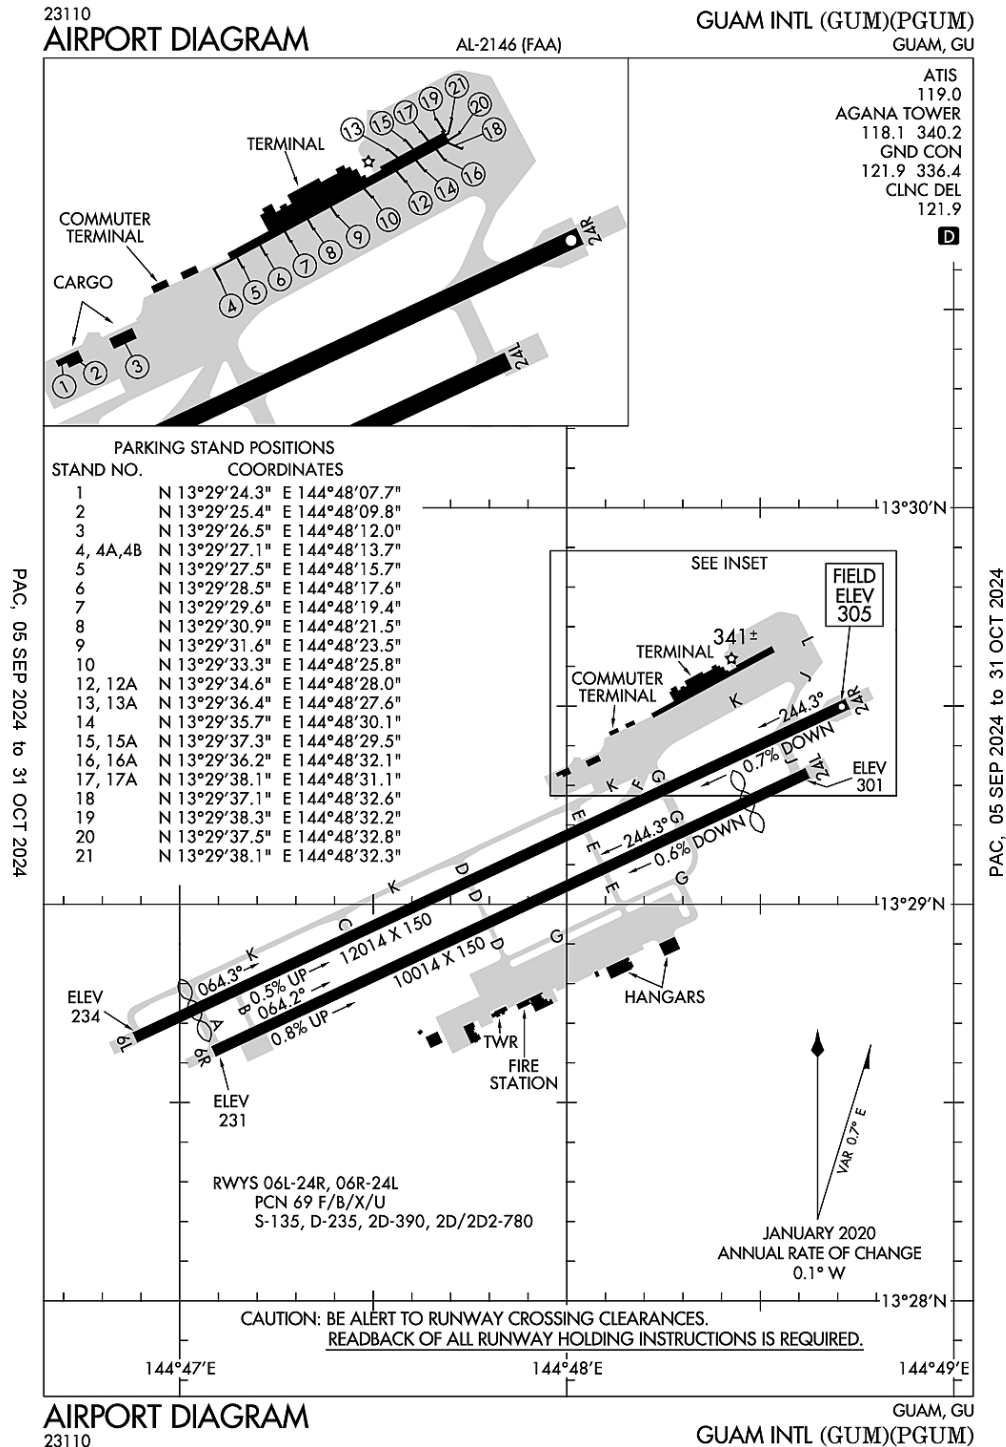 23110
AIRPORT DIAGRAM
AL-2146 (FAA)
GUAM INTL (GUM)(PGUM)
GUAM, GU
ATIS
119.0
AGANA TOWER
118.1 340.2
GND CON
121.9 336.4
CLNC DEL
121.9
D
TERMINAL
COMMUTER
TERMINAL
CARGO
13
15
17
19
21
20
18
16
14
12
10
9
8
7
6
5
4
3
2
1
24R
24L
PARKING STAND POSITIONS
STAND NO. COORDINATES
1 N 13°29'24.3" E 144°48'07.7"
2 N 13°29'25.4" E 144°48'09.8"
3 N 13°29'26.5" E 144°48'12.0"
4, 4A,4B N 13°29'27.1" E 144°48'13.7"
5 N 13°29'27.5" E 144°48'15.7"
6 N 13°29'28.5" E 144°48'17.6"
7 N 13°29'29.6" E 144°48'19.4"
8 N 13°29'30.9" E 144°48'21.5"
9 N 13°29'31.6" E 144°48'23.5"
10 N 13°29'33.3" E 144°48'25.8"
12, 12A N 13°29'34.6" E 144°48'28.0"
13, 13A N 13°29'36.4" E 144°48'27.6"
14 N 13°29'35.7" E 144°48'30.1"
15, 15A N 13°29'37.3" E 144°48'29.5"
16, 16A N 13°29'36.2" E 144°48'32.1"
17, 17A N 13°29'38.1" E 144°48'31.1"
18 N 13°29'37.1" E 144°48'32.6"
19 N 13°29'38.3" E 144°48'32.2"
20 N 13°29'37.5" E 144°48'32.8"
21 N 13°29'38.1" E 144°48'32.3"
PAC, 05 SEP 2024 to 31 OCT 2024
PAC, 05 SEP 2024 to 31 OCT 2024
13°30'N
SEE INSET
FIELD
ELEV
305
341±
TERMINAL
COMMUTER
TERMINAL
L
J
K
244.3°
24R
0.7% DOWN
J
24L
ELEV
301
K
F
G
E
E
E
G
G
244.3°
0.6% DOWN
13°29'N
D
D
D
K
C
K
G
12014 X 150
10014 X 150
064.3°
0.5% UP
064.2°
0.8% UP
A
B
ELEV
234
6L
6R
ELEV
231
HANGARS
TWR
FIRE
STATION
VAR 0.7° E
RWYS 06L-24R, 06R-24L
PCN 69 F/B/X/U
S-135, D-235, 2D-390, 2D/2D2-780
JANUARY 2020
ANNUAL RATE OF CHANGE
0.1° W
13°28'N
CAUTION: BE ALERT TO RUNWAY CROSSING CLEARANCES.
READBACK OF ALL RUNWAY HOLDING INSTRUCTIONS IS REQUIRED.
144°47'E
144°48'E
144°49'E
AIRPORT DIAGRAM
23110
GUAM, GU
GUAM INTL (GUM)(PGUM)